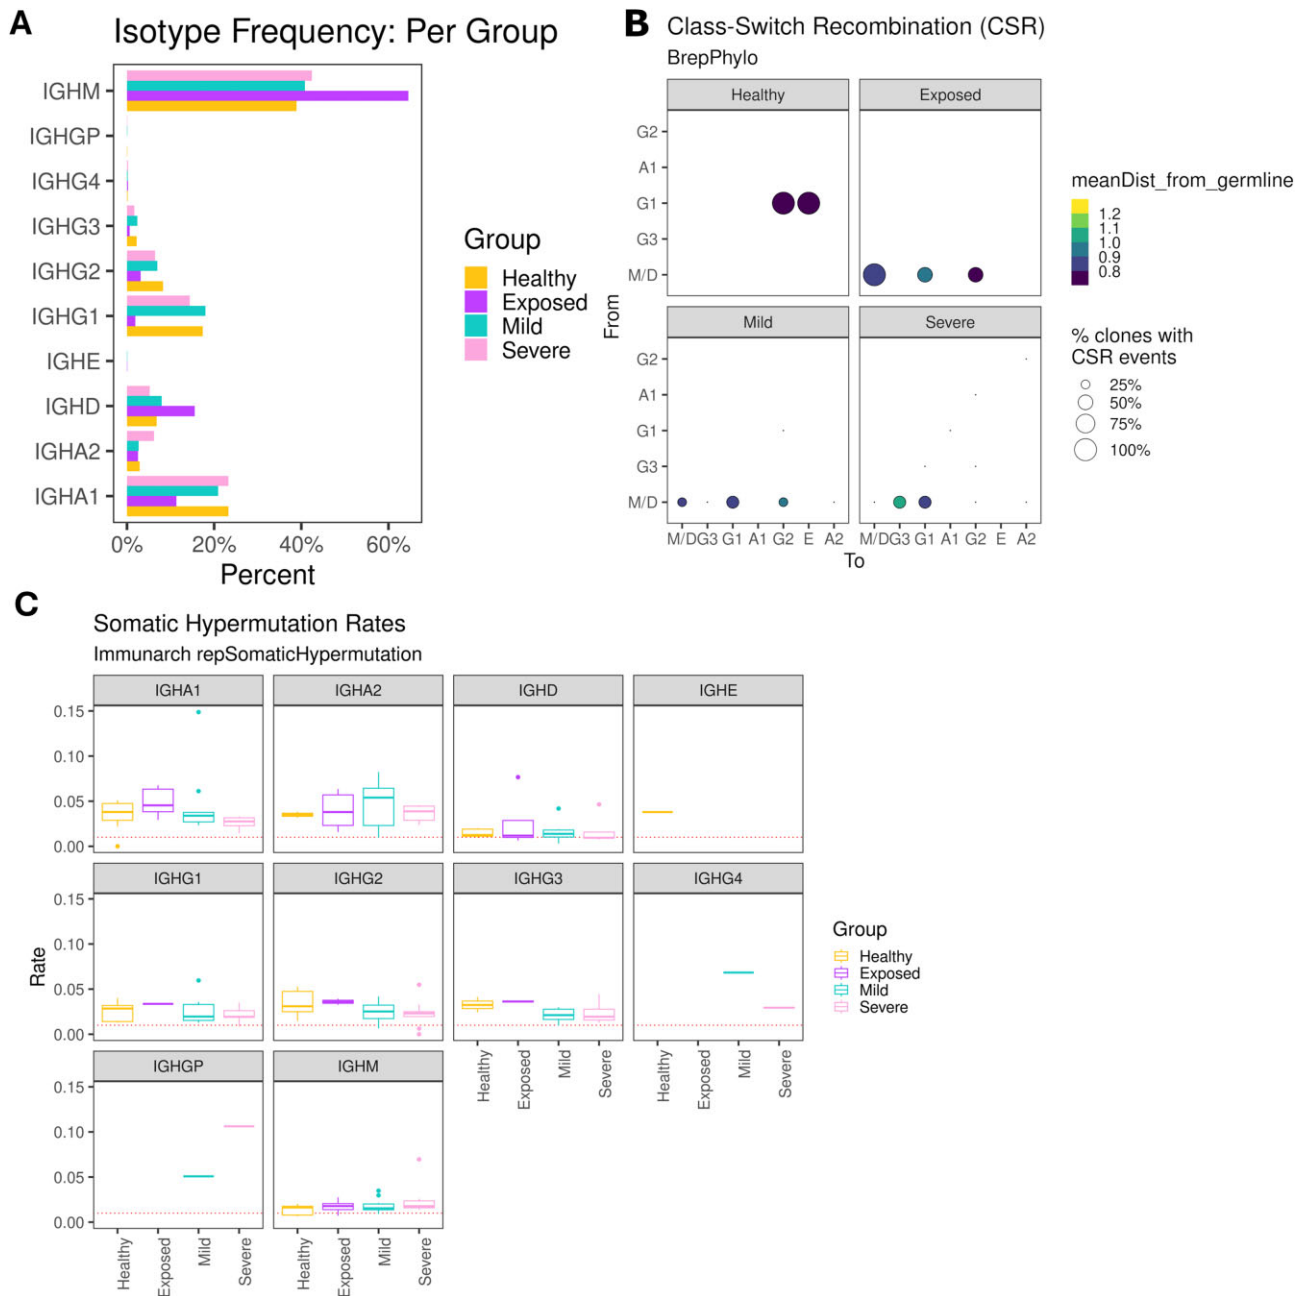 A
Isotype Frequency: Per Group
IGHM
IGHGP
IGHG4
IGHG3
IGHG2
IGHG1
IGHE
IGHD
IGHA2
IGHA1
0% 20% 40% 60%
Percent
Group
Healthy
Exposed
Mild
Severe
B
Class-Switch Recombination (CSR)
BrepPhylo
Healthy Exposed
G2
A1
G1
G3
M/D
From
Mild Severe
G2
A1
G1
G3
M/D
M/D G3 G1 A1 G2 E A2 M/D G3 G1 A1 G2 E A2
To
meanDist_from_germline
1.2
1.1
1.0
0.9
0.8
% clones with
CSR events
25%
50%
75%
100%
C
Somatic Hypermutation Rates
Immunarch repSomaticHypermutation
IGHA1 IGHA2 IGHD IGHE
0.15
0.10
0.05
0.00
IGHG1 IGHG2 IGHG3 IGHG4
0.15
0.10
0.05
0.00
Rate
Healthy Exposed Mild Severe Healthy Exposed Mild Severe
IGHGP IGHM
0.15
0.10
0.05
0.00
Healthy Exposed Mild Severe Healthy Exposed Mild Severe
Group
Healthy
Exposed
Mild
Severe